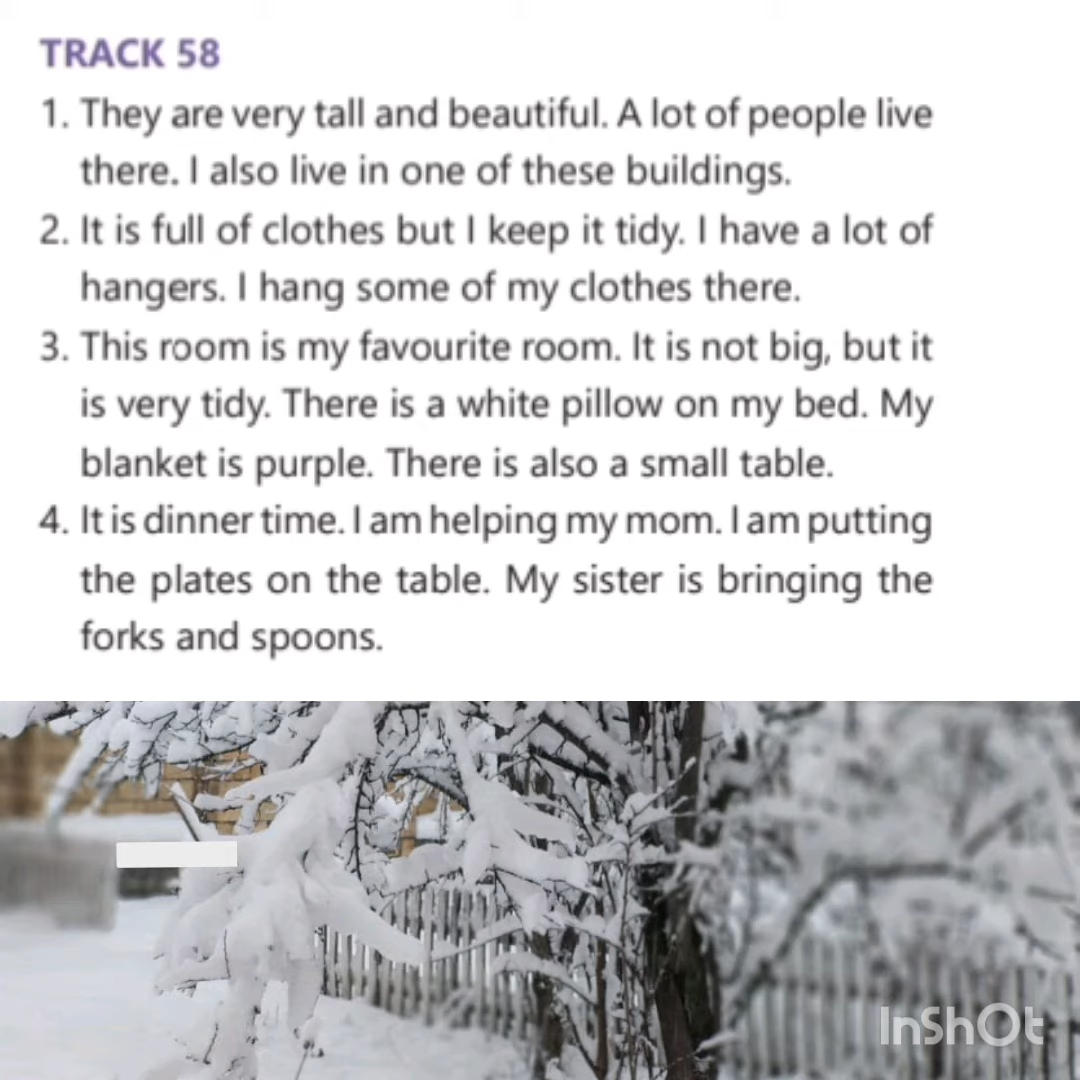 TRACK 58
1. They are very tall and beautiful. A lot of people live
there. I also live in one of these buildings.
2. It is full of clothes but I keep it tidy. I have a lot of
hangers. I hang some of my clothes there.
3. This room is my favourite room. It is not big, but it
is very tidy. There is a white pillow on my bed. My
blanket is purple. There is also a small table.
4. It is dinner time. I am helping my mom. I am putting
the plates on the table. My sister is bringing the
forks and spoons.
InShOt